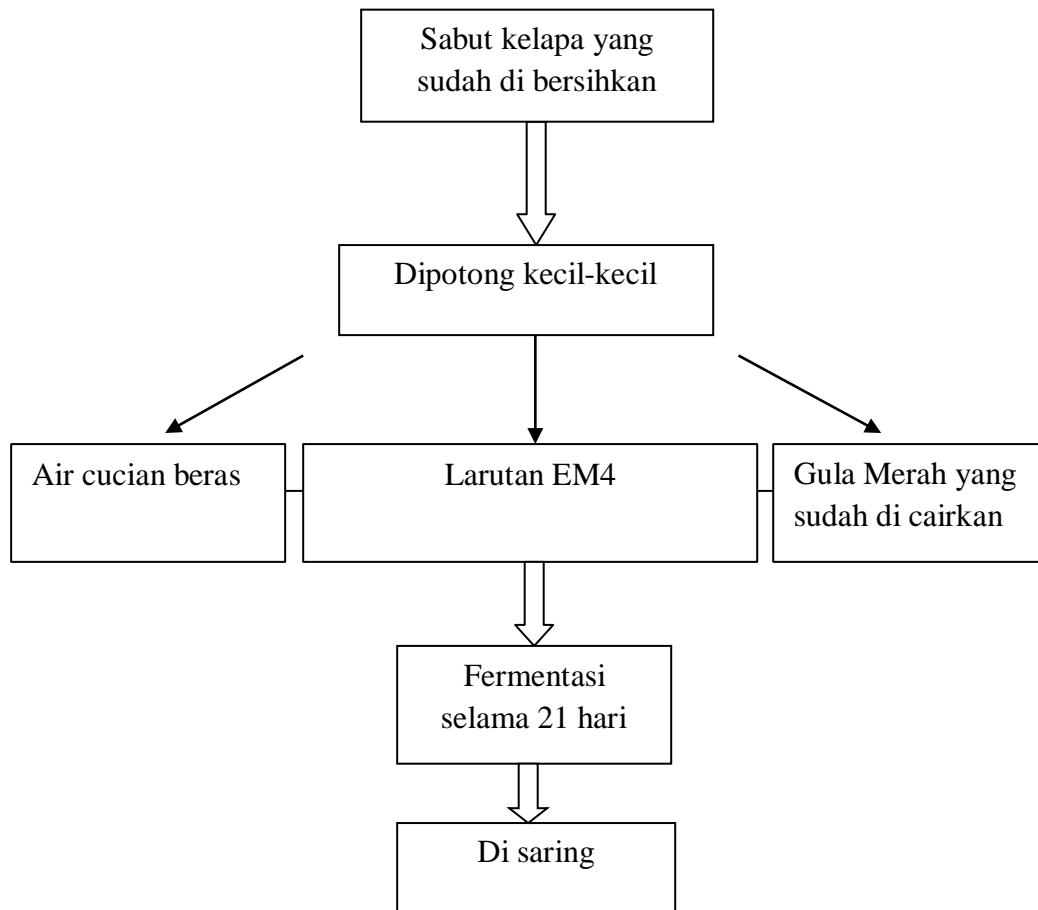 Sabut kelapa yang
sudah di bersihkan
Dipotong kecil-kecil
Air cucian beras
Larutan EM4
Gula Merah yang
sudah di cairkan
Fermentasi
selama 21 hari
Di saring